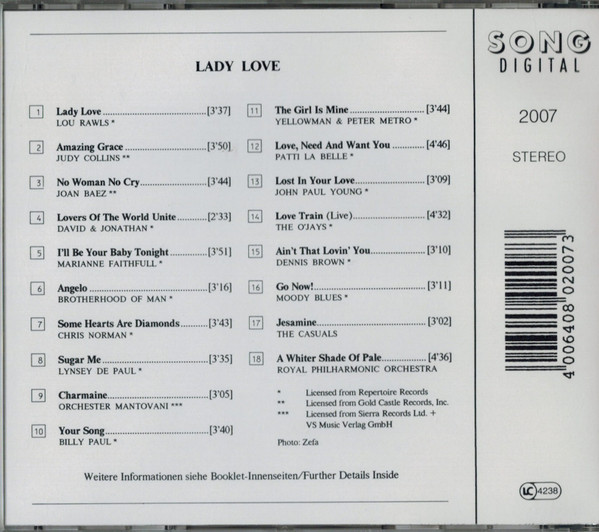 LADY LOVE
1 Lady Love [3'37]
LOU RAWLS *
2 Amazing Grace [3'50]
JUDY COLLINS **
3 No Woman No Cry [3'44]
JOAN BAEZ **
4 Lovers Of The World Unite [2'33]
DAVID & JONATHAN *
5 I'll Be Your Baby Tonight [3'51]
MARIANNE FAITHFULL *
6 Angelo [3'16]
BROTHERHOOD OF MAN *
7 Some Hearts Are Diamonds [3'43]
CHRIS NORMAN *
8 Sugar Me [3'35]
LYNSEY DE PAUL *
9 Charmaine [3'05]
ORCHESTER MANTOVANI ***
10 Your Song [3'40]
BILLY PAUL *
11 The Girl Is Mine [3'44]
YELLOWMAN & PETER METRO *
12 Love, Need And Want You [4'46]
PATTI LA BELLE *
13 Lost In Your Love [3'09]
JOHN PAUL YOUNG *
14 Love Train (Live) [4'32]
THE O'JAYS *
15 Ain't That Lovin' You [3'10]
DENNIS BROWN *
16 Go Now! [3'11]
MOODY BLUES *
17 Jesamine [3'02]
THE CASUALS
18 A Whiter Shade Of Pale [4'36]
ROYAL PHILHARMONIC ORCHESTRA
* Licensed from Repertoire Records
** Licensed from Gold Castle Records, Inc.
*** Licensed from Sierra Records Ltd. +
VS Music Verlag GmbH
Photo: Zefa
Weitere Informationen siehe Booklet-Innenseiten/Further Details Inside
SONG
DIGITAL
2007
STEREO
4 006408 020073
LC 4238